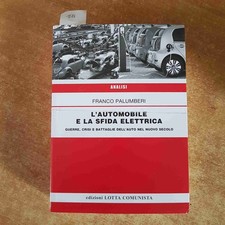 ANALISI
FRANCO PALUMBERI
L'AUTOMOBILE
E LA SFIDA ELETTRICA
GUERRE, CRISI E BATTAGLIE DELL'AUTO NEL NUOVO SECOLO
edizioni LOTTA COMUNISTA